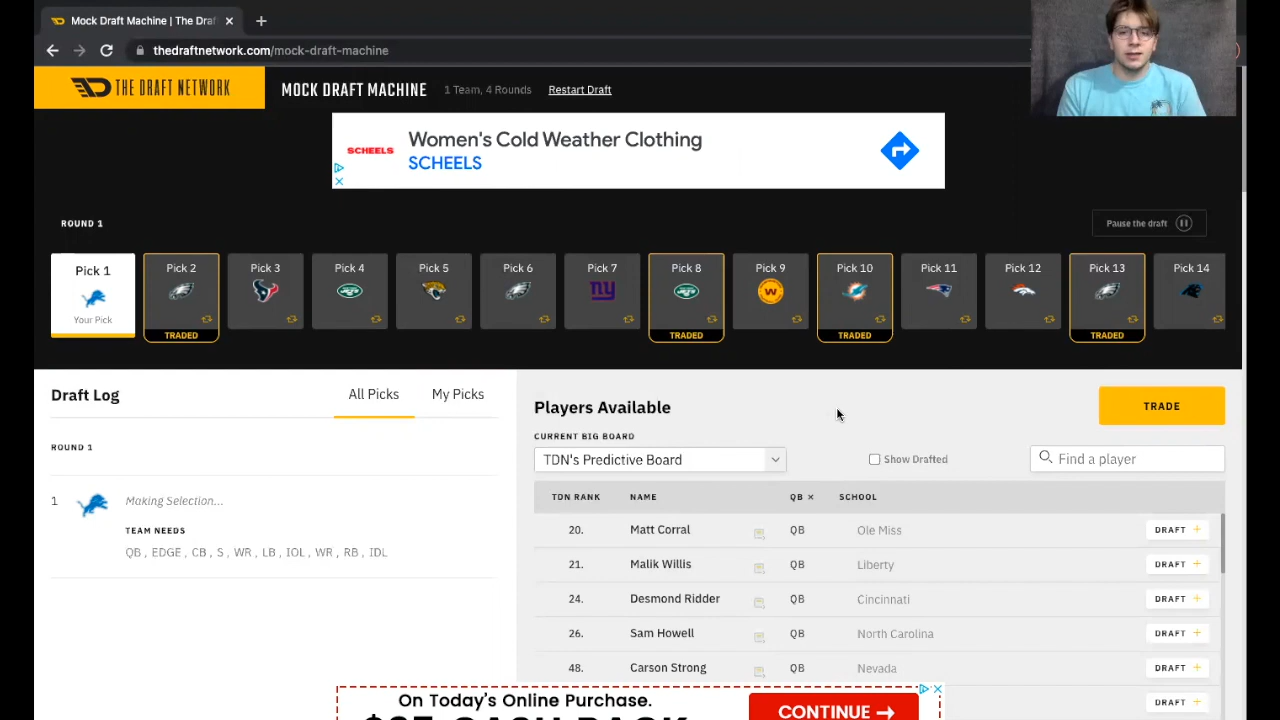 Mock Draft Machine | The Draf
thedraftnetwork.com/mock-draft-machine
THE DRAFT NETWORK
MOCK DRAFT MACHINE
1 Team, 4 Rounds
Restart Draft
SCHEELS
Women's Cold Weather Clothing
SCHEELS
ROUND 1
Pause the draft
Pick 1
Your Pick
Pick 2
TRADED
Pick 3
Pick 4
Pick 5
Pick 6
Pick 7
ny
Pick 8
TRADED
Pick 9
W
Pick 10
TRADED
Pick 11
Pick 12
Pick 13
TRADED
Pick 14
Draft Log
All Picks
My Picks
ROUND 1
1
Making Selection...
TEAM NEEDS
QB , EDGE , CB , S , WR , LB , IOL , WR , RB , IDL
Players Available
TRADE
CURRENT BIG BOARD
TDN's Predictive Board
Show Drafted
Find a player
TDN RANK NAME QB × SCHOOL
20. Matt Corral QB Ole Miss DRAFT +
21. Malik Willis QB Liberty DRAFT +
24. Desmond Ridder QB Cincinnati DRAFT +
26. Sam Howell QB North Carolina DRAFT +
48. Carson Strong QB Nevada DRAFT +
DRAFT +
On Today's Online Purchase.
CONTINUE →